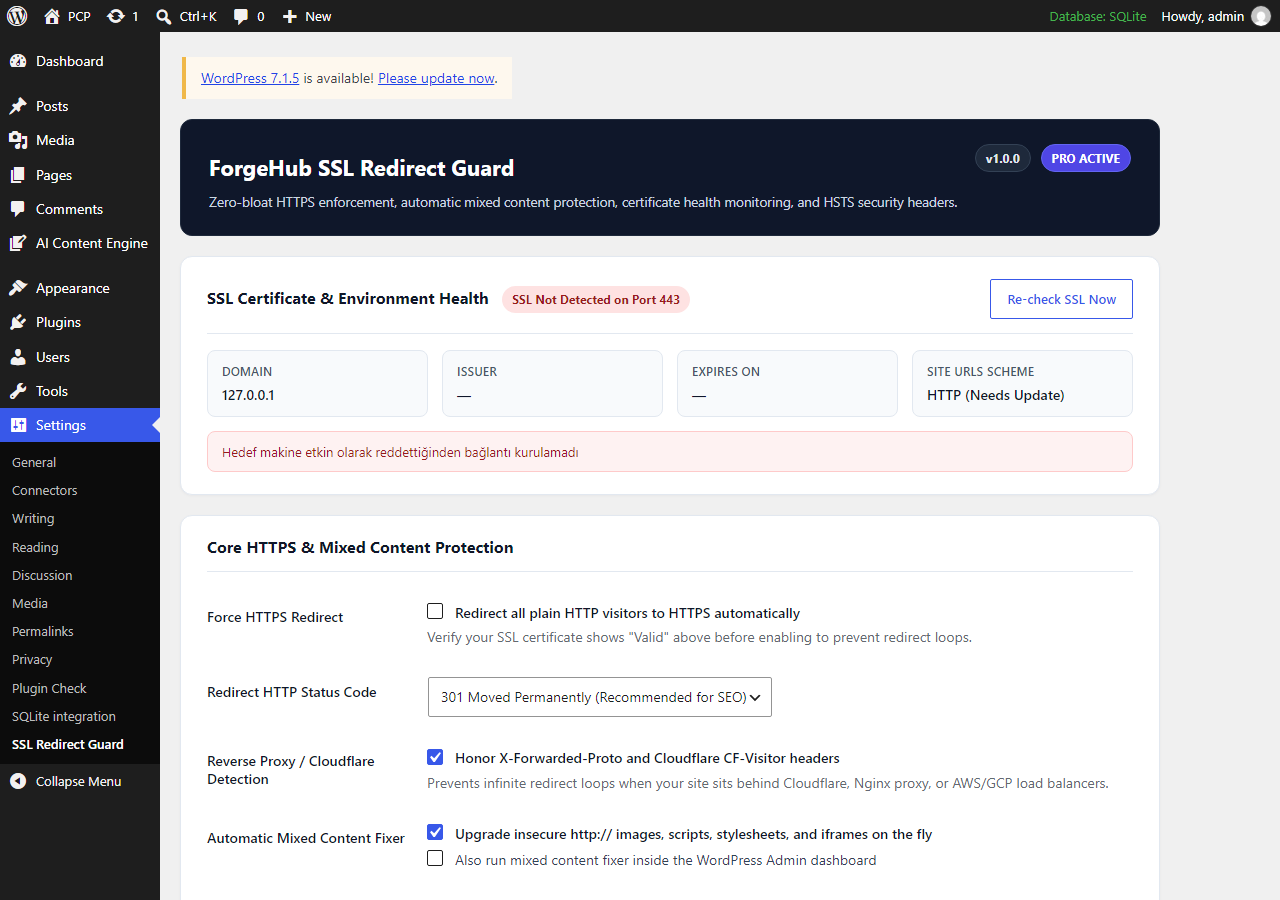 PCP
1
Ctrl+K
0
New
Database: SQLite
Howdy, admin
Dashboard
Posts
Media
Pages
Comments
AI Content Engine
Appearance
Plugins
Users
Tools
Settings
General
Connectors
Writing
Reading
Discussion
Media
Permalinks
Privacy
Plugin Check
SQLite integration
SSL Redirect Guard
Collapse Menu
WordPress 7.1.5 is available! Please update now.
ForgeHub SSL Redirect Guard
v1.0.0
PRO ACTIVE
Zero-bloat HTTPS enforcement, automatic mixed content protection, certificate health monitoring, and HSTS security headers.
SSL Certificate & Environment Health
SSL Not Detected on Port 443
Re-check SSL Now
DOMAIN
127.0.0.1
ISSUER
—
EXPIRES ON
—
SITE URLS SCHEME
HTTP (Needs Update)
Hedef makine etkin olarak reddettiğinden bağlantı kurulamadı
Core HTTPS & Mixed Content Protection
Force HTTPS Redirect
Redirect all plain HTTP visitors to HTTPS automatically
Verify your SSL certificate shows "Valid" above before enabling to prevent redirect loops.
Redirect HTTP Status Code
301 Moved Permanently (Recommended for SEO)
Reverse Proxy / Cloudflare
Detection
Honor X-Forwarded-Proto and Cloudflare CF-Visitor headers
Prevents infinite redirect loops when your site sits behind Cloudflare, Nginx proxy, or AWS/GCP load balancers.
Automatic Mixed Content Fixer
Upgrade insecure http:// images, scripts, stylesheets, and iframes on the fly
Also run mixed content fixer inside the WordPress Admin dashboard